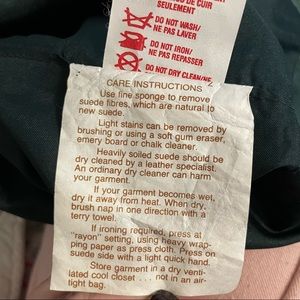 DE CUIR
SEULEMENT
DO NOT WASH/
NE PAS LAVER
DO NOT IRON/
NE PAS REPASSER
DO NOT DRY CLEAN/NE
CARE INSTRUCTIONS
Use fine sponge to remove
suede fibres, which are natural to
new suede.
Light stains can be removed by
brushing or using a soft gum eraser,
emery board or chalk cleaner.
Heavily soiled suede should be
dry cleaned by a leather specialist.
An ordinary dry cleaner can harm
your garment.
If your garment becomes wet,
dry it away from heat. When dry,
brush nap in one direction with a
terry towel.
If ironing required, press at
"rayon" setting, using heavy wrap-
ping paper as press cloth. Press on
suede side with a light quick hand.
Store garment in a dry venti-
lated cool closet ... not in an air-
tight bag.